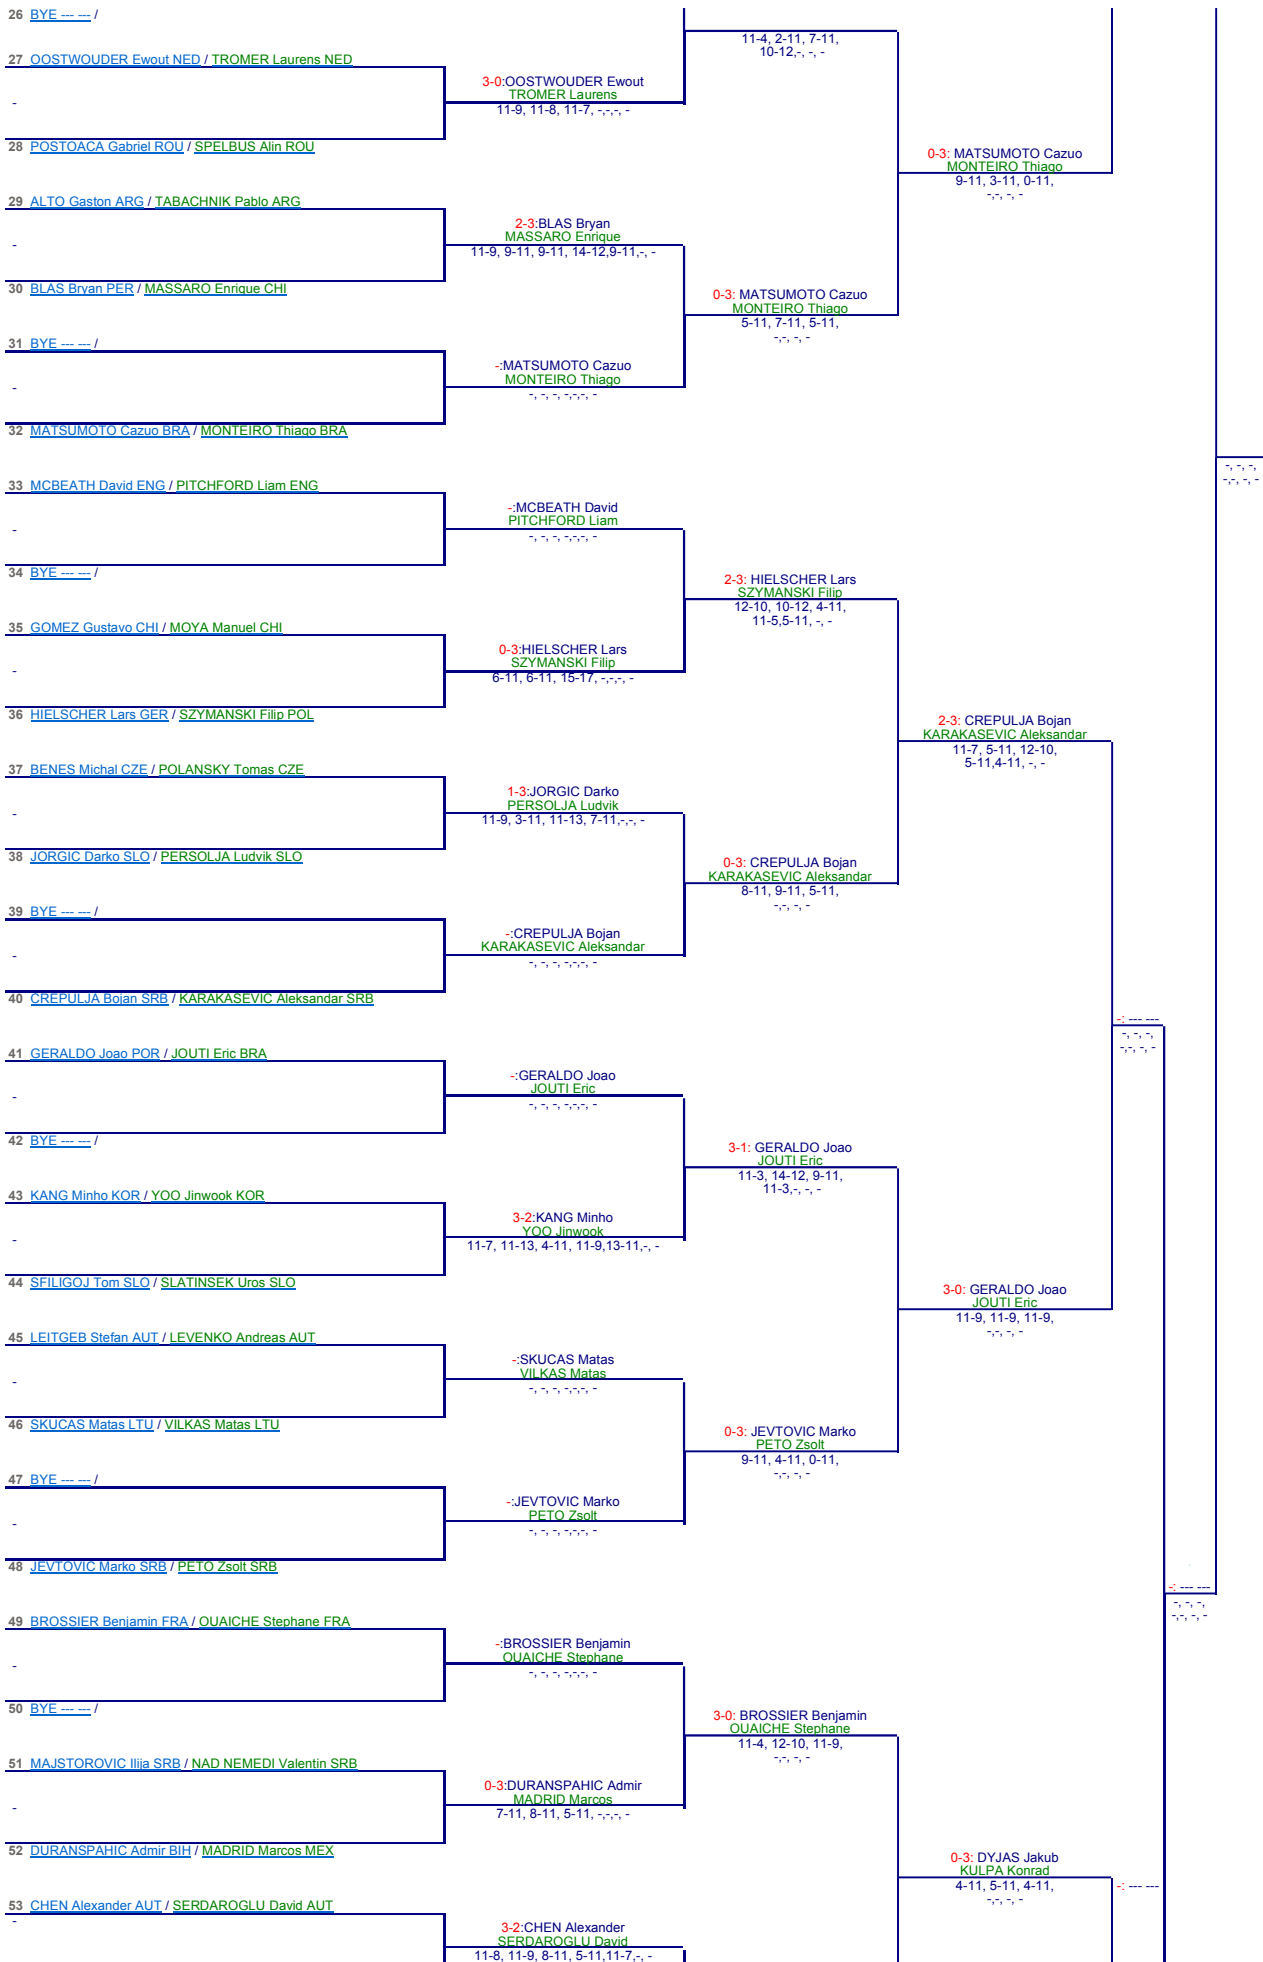 26 BYE --- --- /
11-4, 2-11, 7-11,
10-12,-, -, -
27 OOSTWOUDER Ewout NED / TROMER Laurens NED
3-0:OOSTWOUDER Ewout
TROMER Laurens
-
11-9, 11-8, 11-7, -,-,-, -
28 POSTOACA Gabriel ROU / SPELBUS Alin ROU
0-3: MATSUMOTO Cazuo
MONTEIRO Thiago
9-11, 3-11, 0-11,
-,-, -, -
29 ALTO Gaston ARG / TABACHNIK Pablo ARG
2-3:BLAS Bryan
MASSARO Enrique
-
11-9, 9-11, 9-11, 14-12,9-11,-, -
30 BLAS Bryan PER / MASSARO Enrique CHI
0-3: MATSUMOTO Cazuo
MONTEIRO Thiago
5-11, 7-11, 5-11,
-,-, -, -
31 BYE --- --- /
-:MATSUMOTO Cazuo
MONTEIRO Thiago
-
-, -, -, -,-,-, -
32 MATSUMOTO Cazuo BRA / MONTEIRO Thiago BRA
-, -, -,
-,-, -, -
33 MCBEATH David ENG / PITCHFORD Liam ENG
-:MCBEATH David
PITCHFORD Liam
-
-, -, -, -,-,-, -
34 BYE --- --- /
2-3: HIELSCHER Lars
SZYMANSKI Filip
12-10, 10-12, 4-11,
11-5,5-11, -, -
35 GOMEZ Gustavo CHI / MOYA Manuel CHI
0-3:HIELSCHER Lars
SZYMANSKI Filip
-
6-11, 6-11, 15-17, -,-,-, -
36 HIELSCHER Lars GER / SZYMANSKI Filip POL
2-3: CREPULJA Bojan
KARAKASEVIC Aleksandar
11-7, 5-11, 12-10,
5-11,4-11, -, -
37 BENES Michal CZE / POLANSKY Tomas CZE
1-3:JORGIC Darko
PERSOLJA Ludvik
-
11-9, 3-11, 11-13, 7-11,-,-, -
38 JORGIC Darko SLO / PERSOLJA Ludvik SLO
0-3: CREPULJA Bojan
KARAKASEVIC Aleksandar
8-11, 9-11, 5-11,
-,-, -, -
39 BYE --- --- /
-:CREPULJA Bojan
KARAKASEVIC Aleksandar
-
-, -, -, -,-,-, -
40 CREPULJA Bojan SRB / KARAKASEVIC Aleksandar SRB
-: --- ---
-, -, -,
-,-, -, -
41 GERALDO Joao POR / JOUTI Eric BRA
-:GERALDO Joao
JOUTI Eric
-
-, -, -, -,-,-, -
42 BYE --- --- /
3-1: GERALDO Joao
JOUTI Eric
11-3, 14-12, 9-11,
11-3,-, -, -
43 KANG Minho KOR / YOO Jinwook KOR
3-2:KANG Minho
YOO Jinwook
-
11-7, 11-13, 4-11, 11-9,13-11,-, -
44 SFILIGOJ Tom SLO / SLATINSEK Uros SLO
3-0: GERALDO Joao
JOUTI Eric
11-9, 11-9, 11-9,
-,-, -, -
45 LEITGEB Stefan AUT / LEVENKO Andreas AUT
-:SKUCAS Matas
VILKAS Matas
-
-, -, -, -,-,-, -
46 SKUCAS Matas LTU / VILKAS Matas LTU
0-3: JEVTOVIC Marko
PETO Zsolt
9-11, 4-11, 0-11,
-,-, -, -
47 BYE --- --- /
-:JEVTOVIC Marko
PETO Zsolt
-
-, -, -, -,-,-, -
48 JEVTOVIC Marko SRB / PETO Zsolt SRB
-: --- ---
-, -, -,
-,-, -, -
49 BROSSIER Benjamin FRA / OUAICHE Stephane FRA
-:BROSSIER Benjamin
OUAICHE Stephane
-
-, -, -, -,-,-, -
50 BYE --- --- /
3-0: BROSSIER Benjamin
OUAICHE Stephane
11-4, 12-10, 11-9,
-,-, -, -
51 MAJSTOROVIC Ilija SRB / NAD NEMEDI Valentin SRB
0-3:DURANSPAHIC Admir
MADRID Marcos
-
7-11, 8-11, 5-11, -,-,-, -
52 DURANSPAHIC Admir BIH / MADRID Marcos MEX
0-3: DYJAS Jakub
KULPA Konrad
4-11, 5-11, 4-11,
-,-, -, -
-: --- ---
53 CHEN Alexander AUT / SERDAROGLU David AUT
-
3-2:CHEN Alexander
SERDAROGLU David
11-8, 11-9, 8-11, 5-11,11-7,-, -